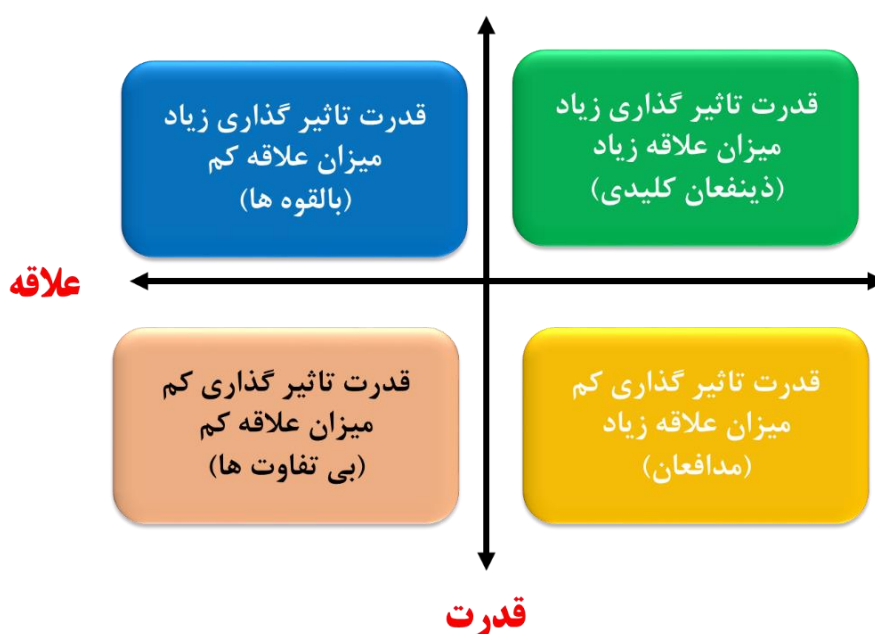 قدرت تاثیر گذاری زیاد
میزان علاقه زیاد
(ذینفعان کلیدی)
قدرت تاثیر گذاری زیاد
میزان علاقه کم
(بالقوه ها)
علاقه
قدرت تاثیر گذاری کم
میزان علاقه زیاد
(مدافعان)
قدرت تاثیر گذاری کم
میزان علاقه کم
(بی تفاوت ها)
قدرت